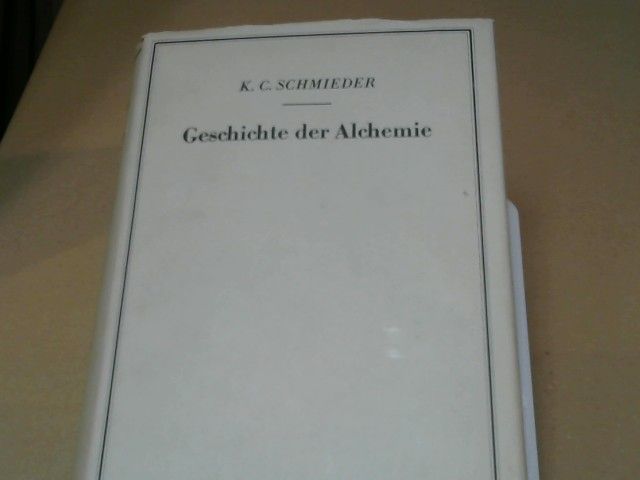 K. C. SCHMIEDER
Geschichte der Alchemie